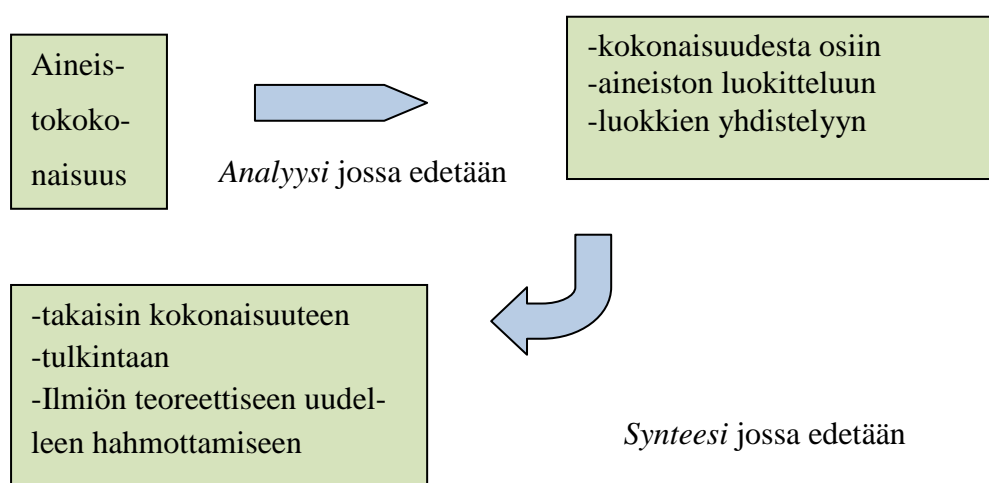 Aineis-
tokoko-
naisuus
Analyysi jossa edetään
-kokonaisuudesta osiin
-aineiston luokitteluun
-luokkien yhdistelyyn
-takaisin kokonaisuuteen
-tulkintaan
-Ilmiön teoreettiseen uudel-
leen hahmottamiseen
Synteesi jossa edetään